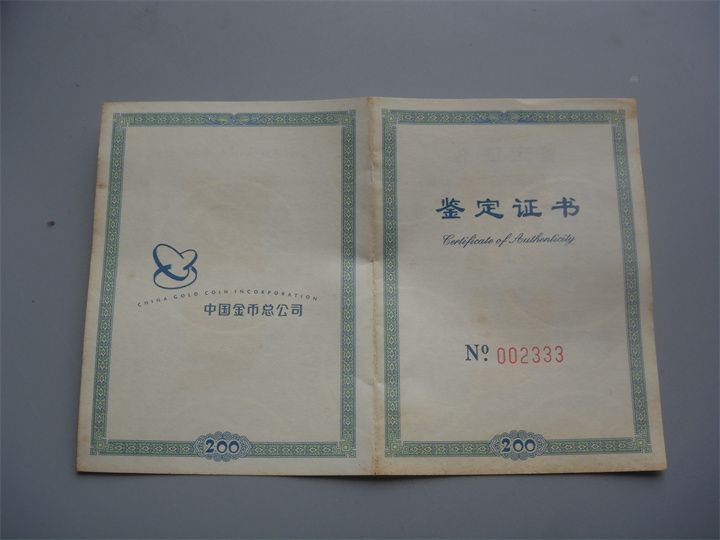 CHINA GOLD COIN INCORPORATION
中国金币总公司
200
鉴定证书
Certificate of Authenticity
Nº. 002333
200